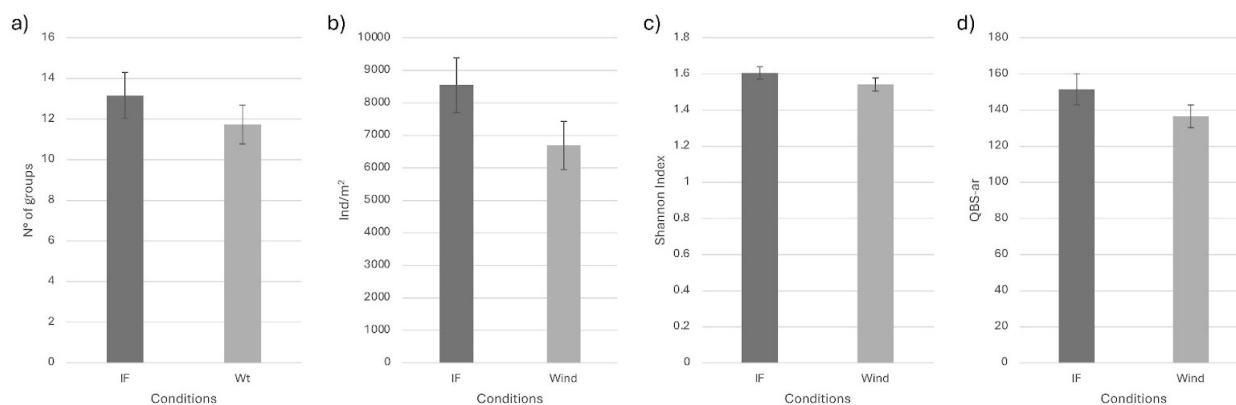 a)
16
14
12
10
8
6
4
2
0
N° of groups
IF
Wt
Conditions
b)
10000
9000
8000
7000
6000
5000
4000
3000
2000
1000
0
Ind/m²
IF
Wind
Conditions
c)
1.8
1.6
1.4
1.2
1
0.8
0.6
0.4
0.2
0
Shannon Index
IF
Wind
Conditions
d)
180
160
140
120
100
80
60
40
20
0
QBS-ar
IF
Wind
Conditions